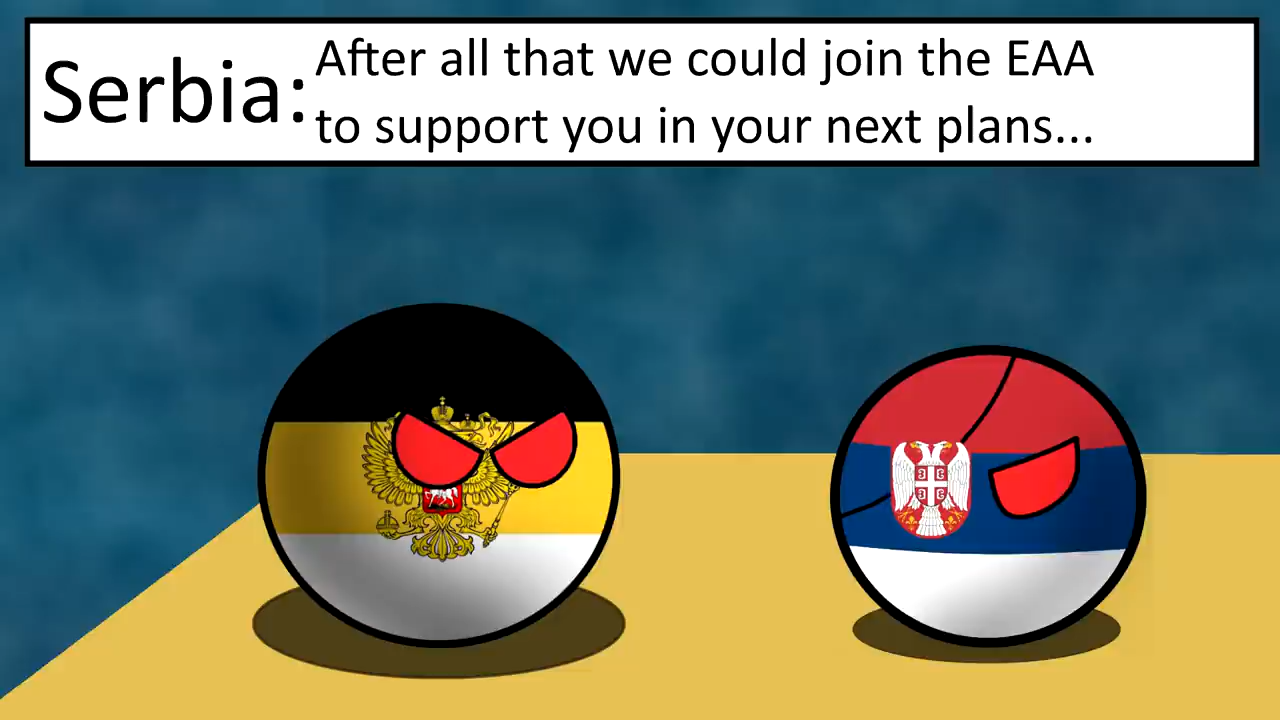 Serbia:
After all that we could join the EAA
to support you in your next plans...